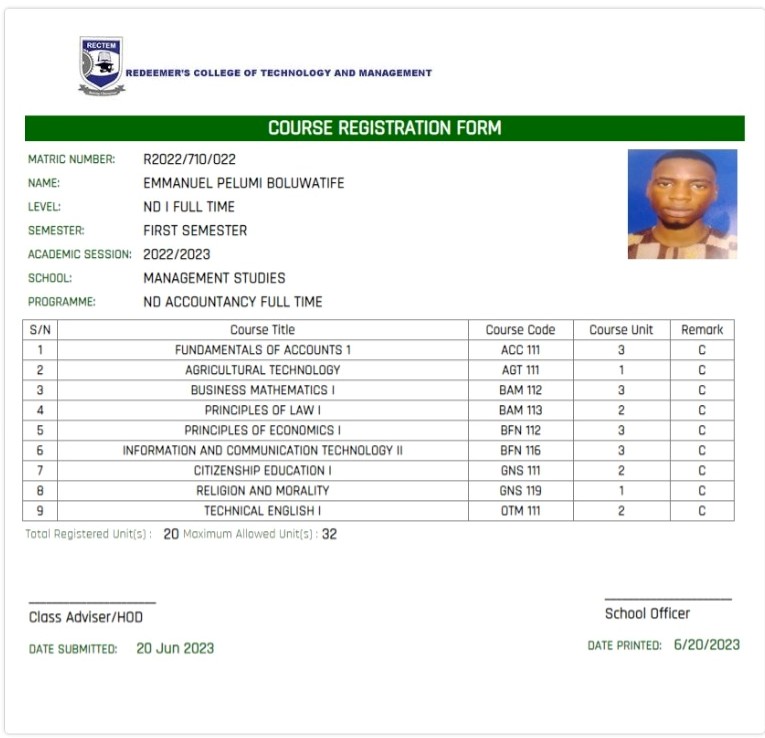 RECTEM
REDEEMER'S COLLEGE OF TECHNOLOGY AND MANAGEMENT
COURSE REGISTRATION FORM
MATRIC NUMBER: R2022/710/022
NAME: EMMANUEL PELUMI BOLUWATIFE
LEVEL: ND I FULL TIME
SEMESTER: FIRST SEMESTER
ACADEMIC SESSION: 2022/2023
SCHOOL: MANAGEMENT STUDIES
PROGRAMME: ND ACCOUNTANCY FULL TIME
S/N Course Title Course Code Course Unit Remark
1 FUNDAMENTALS OF ACCOUNTS 1 ACC 111 3 C
2 AGRICULTURAL TECHNOLOGY AGT 111 1 C
3 BUSINESS MATHEMATICS I BAM 112 3 C
4 PRINCIPLES OF LAW I BAM 113 2 C
5 PRINCIPLES OF ECONOMICS I BFN 112 3 C
6 INFORMATION AND COMMUNICATION TECHNOLOGY II BFN 116 3 C
7 CITIZENSHIP EDUCATION I GNS 111 2 C
8 RELIGION AND MORALITY GNS 119 1 C
9 TECHNICAL ENGLISH I OTM 111 2 C
Total Registered Unit(s) : 20 Maximum Allowed Unit(s) : 32
Class Adviser/HOD School Officer
DATE SUBMITTED: 20 Jun 2023 DATE PRINTED: 6/20/2023